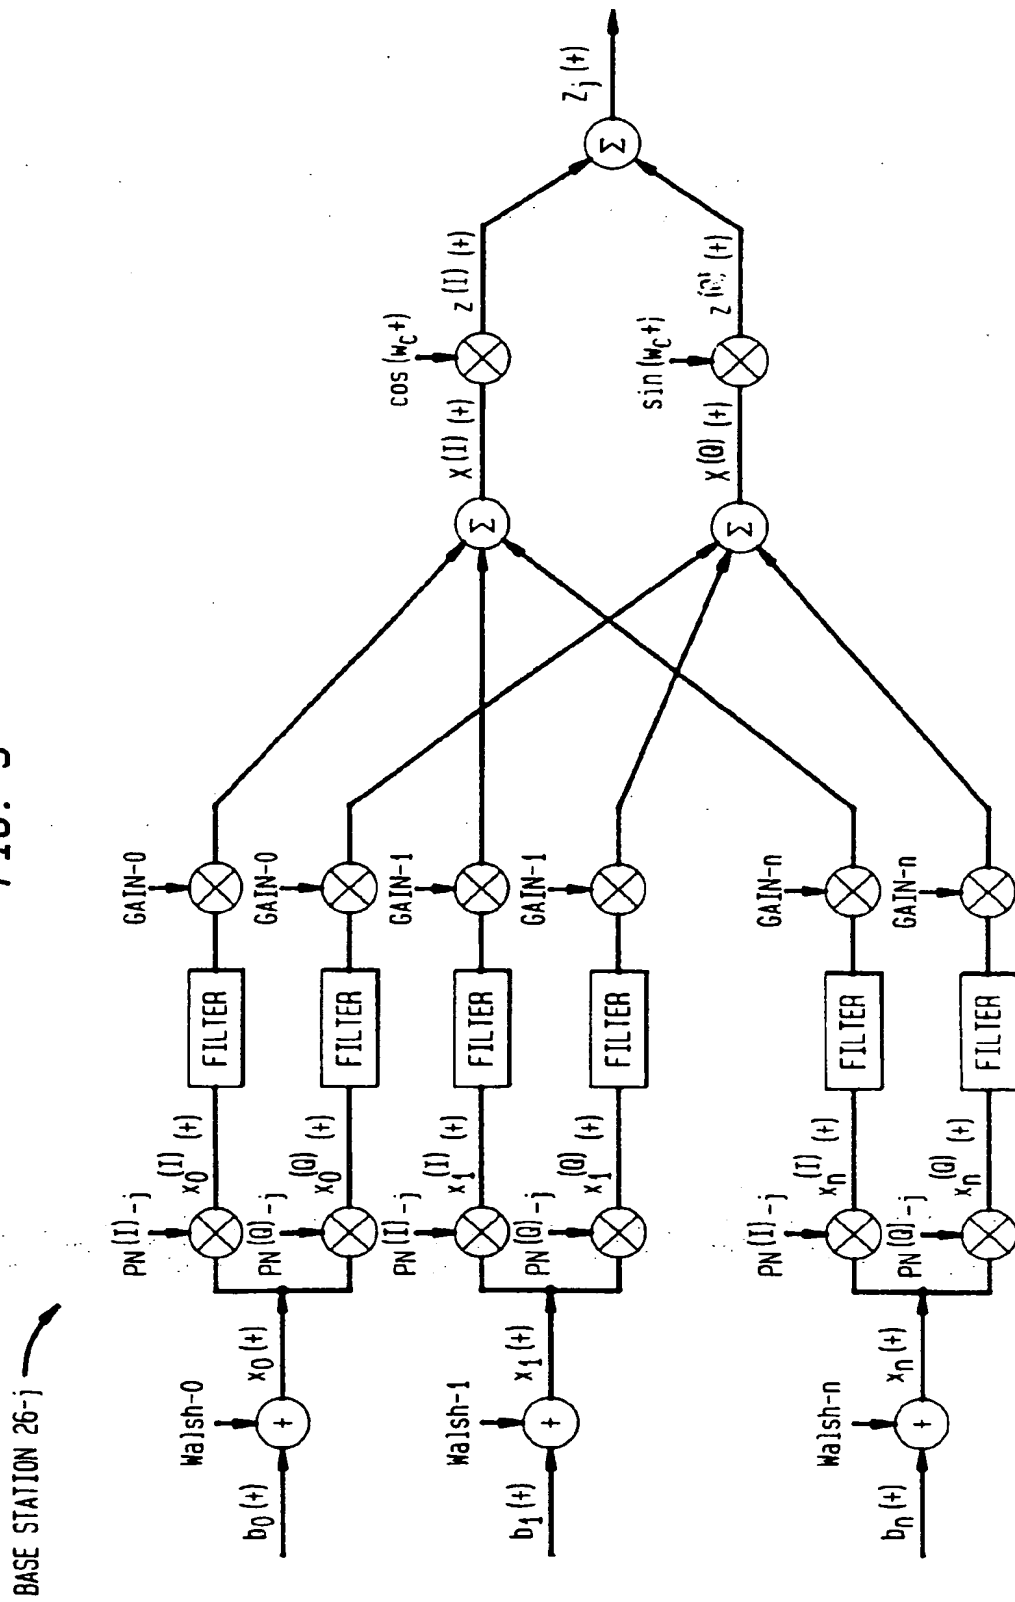 BASE STATION 26-j
b0(t)
Walsh-0
+
x0(t)
PN(I)-j
x0(I)(t)
FILTER
GAIN-0
PN(Q)-j
x0(Q)(t)
FILTER
GAIN-0
b1(t)
Walsh-1
+
x1(t)
PN(I)-j
x1(I)(t)
FILTER
GAIN-1
PN(Q)-j
x1(Q)(t)
FILTER
GAIN-1
bn(t)
Walsh-n
+
xn(t)
PN(I)-j
xn(I)(t)
FILTER
GAIN-n
PN(Q)-j
xn(Q)(t)
FILTER
GAIN-n
Σ
X(I)(t)
cos(wct)
Z(I)(t)
Σ
X(Q)(t)
sin(wct)
Z(Q)(t)
Σ
Zj(t)